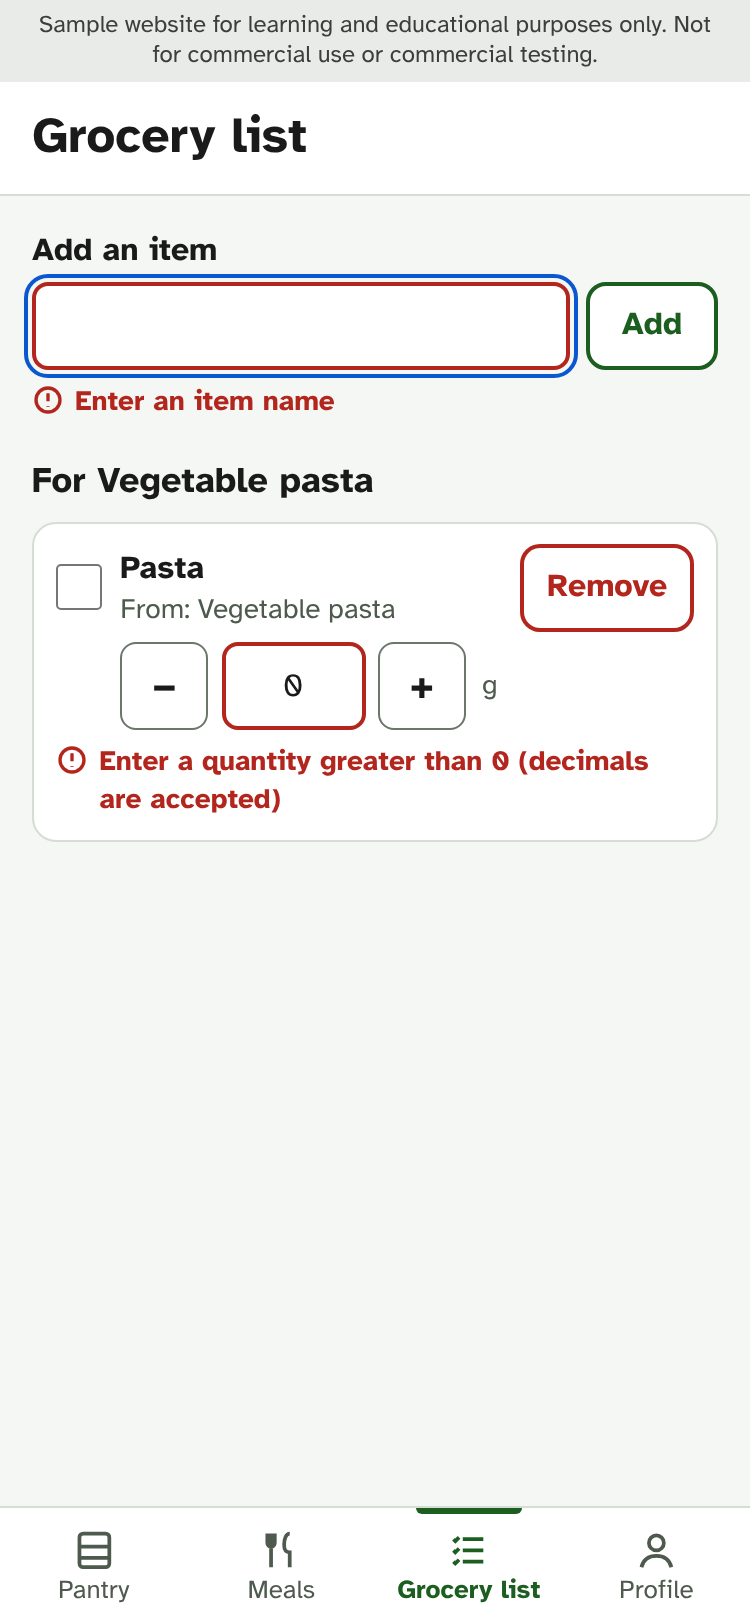 Sample website for learning and educational purposes only. Not
for commercial use or commercial testing.
Grocery list
Add an item
Add
Enter an item name
For Vegetable pasta
Pasta
From: Vegetable pasta
Remove
− 0 + g
Enter a quantity greater than 0 (decimals
are accepted)
Pantry Meals Grocery list Profile